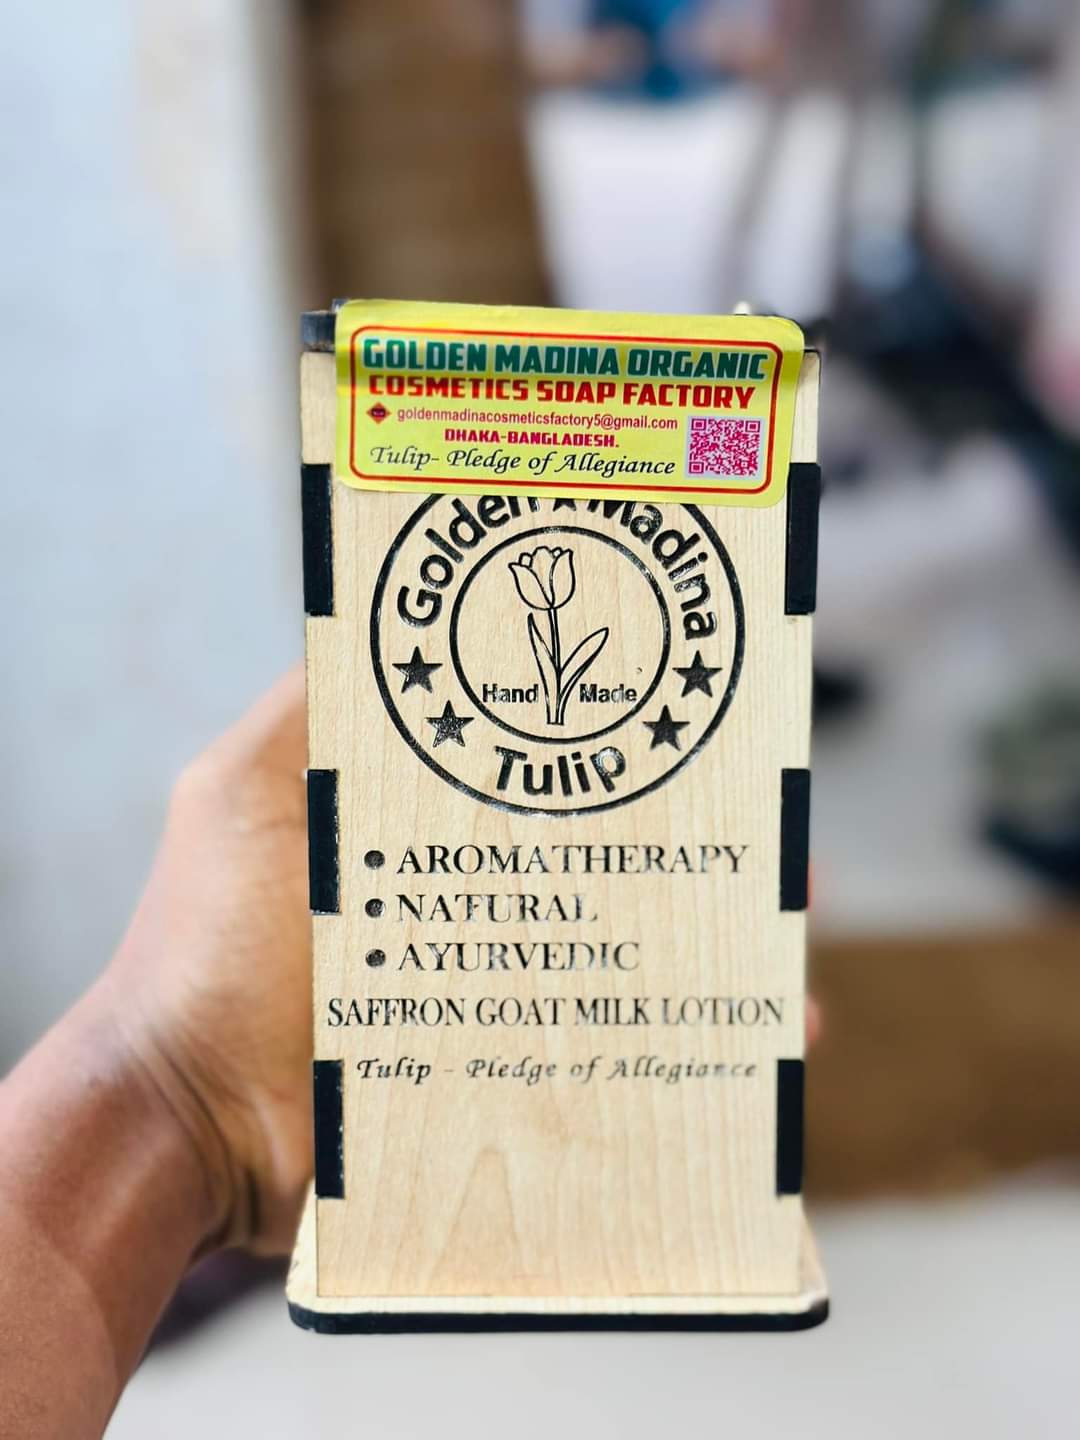 GOLDEN MADINA ORGANIC
COSMETICS SOAP FACTORY
goldenmadinacosmeticsfactory5@gmail.com
DHAKA-BANGLADESH.
Tulip- Pledge of Allegiance
Golden ★ Madina
Hand Made
Tulip
• AROMATHERAPY
• NATURAL
• AYURVEDIC
SAFFRON GOAT MILK LOTION
Tulip - Pledge of Allegiance